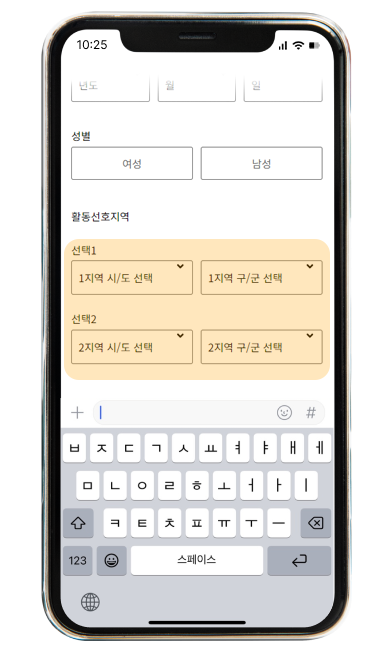 10:25
년도 월 일
성별
여성 남성
활동선호지역
선택1
1지역 시/도 선택 1지역 구/군 선택
선택2
2지역 시/도 선택 2지역 구/군 선택
#
ㅂ ㅈ ㄷ ㄱ ㅅ ㅛ ㅕ ㅑ ㅐ ㅔ
ㅁ ㄴ ㅇ ㄹ ㅎ ㅗ ㅓ ㅏ ㅣ
ㅋ ㅌ ㅊ ㅍ ㅠ ㅜ ㅡ
123 스페이스